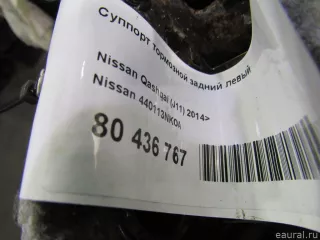 Суппорт тормозной задний левый
Nissan Qashqai (J11) 2014>
Nissan 440113NK0A
80 436 767
eaural.ru